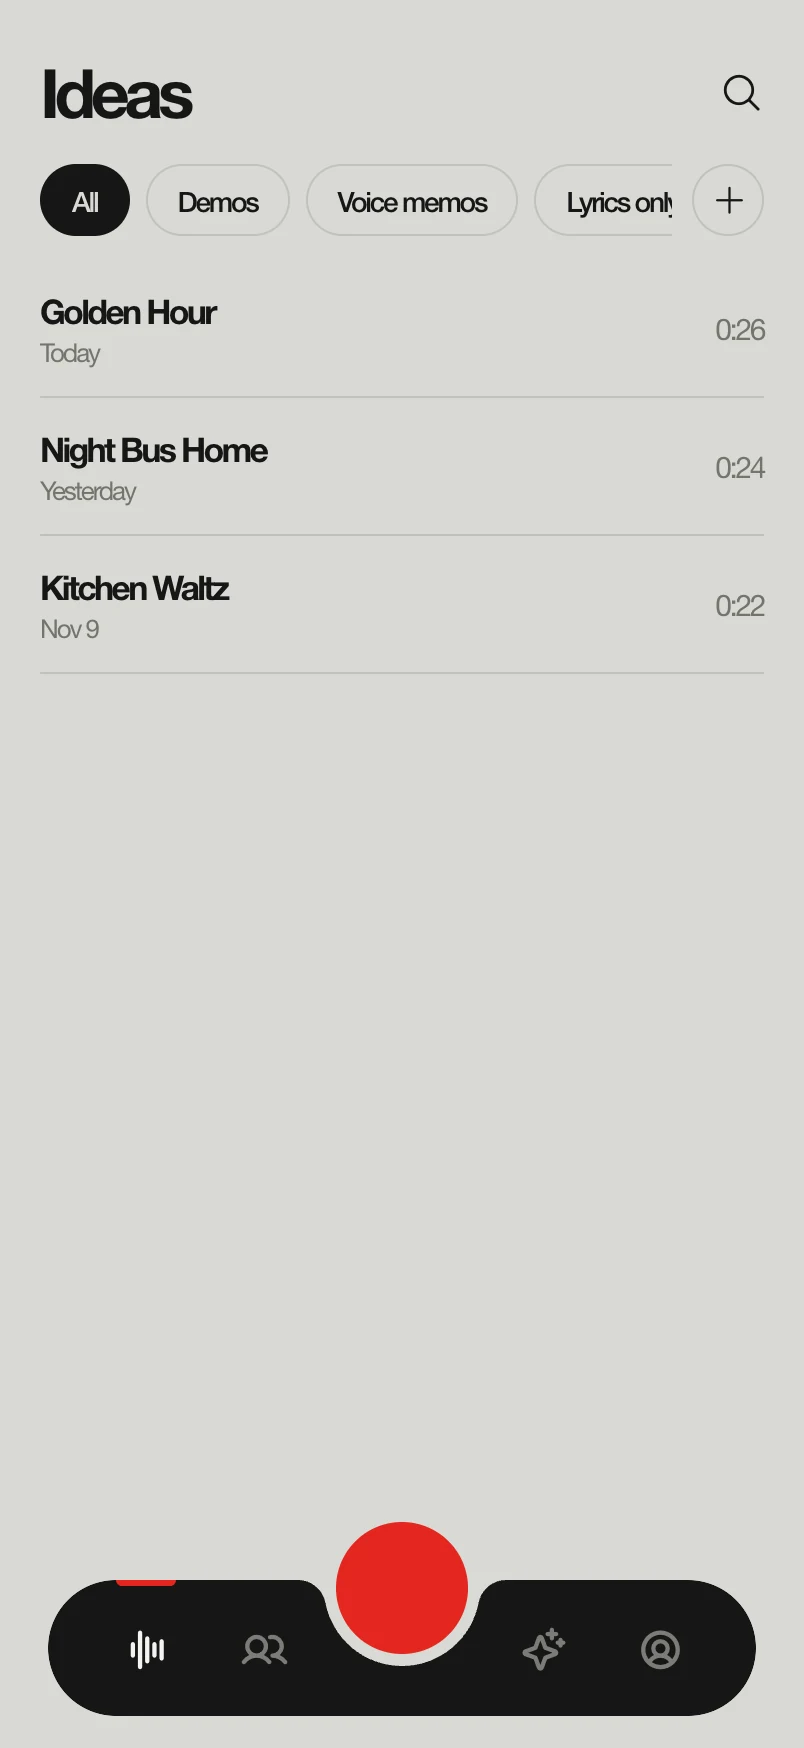 Ideas
All
Demos
Voice memos
Lyrics only
Golden Hour
0:26
Today
Night Bus Home
0:24
Yesterday
Kitchen Waltz
0:22
Nov 9